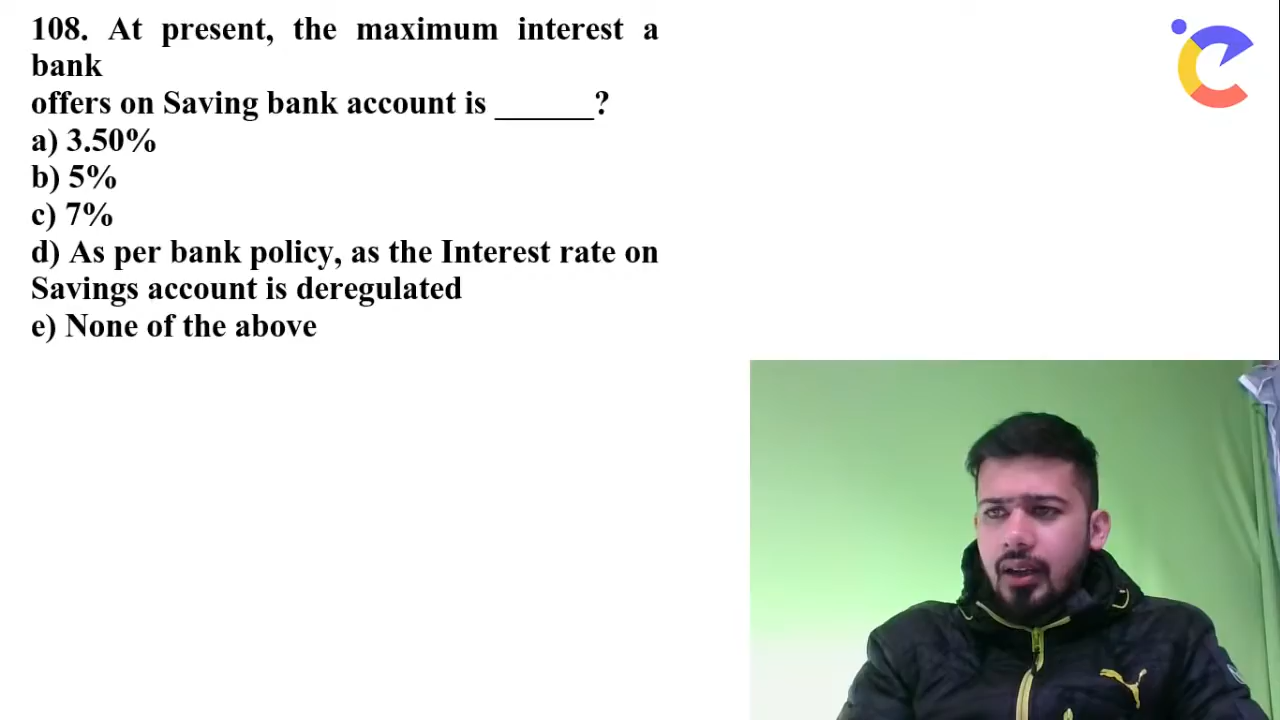 108. At present, the maximum interest a
bank
offers on Saving bank account is ______?
a) 3.50%
b) 5%
c) 7%
d) As per bank policy, as the Interest rate on
Savings account is deregulated
e) None of the above